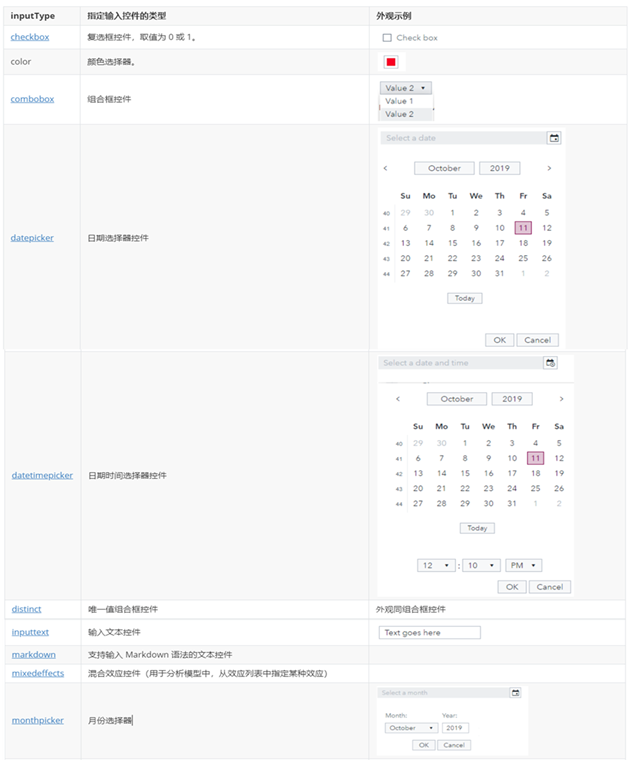 inputType 指定输入控件的类型 外观示例
checkbox 复选框控件，取值为 0 或 1。 Check box
color 颜色选择器。
combobox 组合框控件 Value 2
Value 1
Value 2
datepicker 日期选择器控件
Select a date
October 2019
Su Mo Tu We Th Fr Sa
40 29 30 1 2 3 4 5
41 6 7 8 9 10 11 12
42 13 14 15 16 17 18 19
43 20 21 22 23 24 25 26
44 27 28 29 30 31 1 2
Today
OK Cancel
datetimepicker 日期时间选择器控件
Select a date and time
October 2019
Su Mo Tu We Th Fr Sa
40 29 30 1 2 3 4 5
41 6 7 8 9 10 11 12
42 13 14 15 16 17 18 19
43 20 21 22 23 24 25 26
44 27 28 29 30 31 1 2
Today
12 : 10 PM
OK Cancel
distinct 唯一值组合框控件 外观同组合框控件
inputtext 输入文本控件 Text goes here
markdown 支持输入 Markdown 语法的文本控件
mixedeffects 混合效应控件（用于分析模型中，从效应列表中指定某种效应）
monthpicker 月份选择器
Select a month
Month: Year:
October 2019
OK Cancel